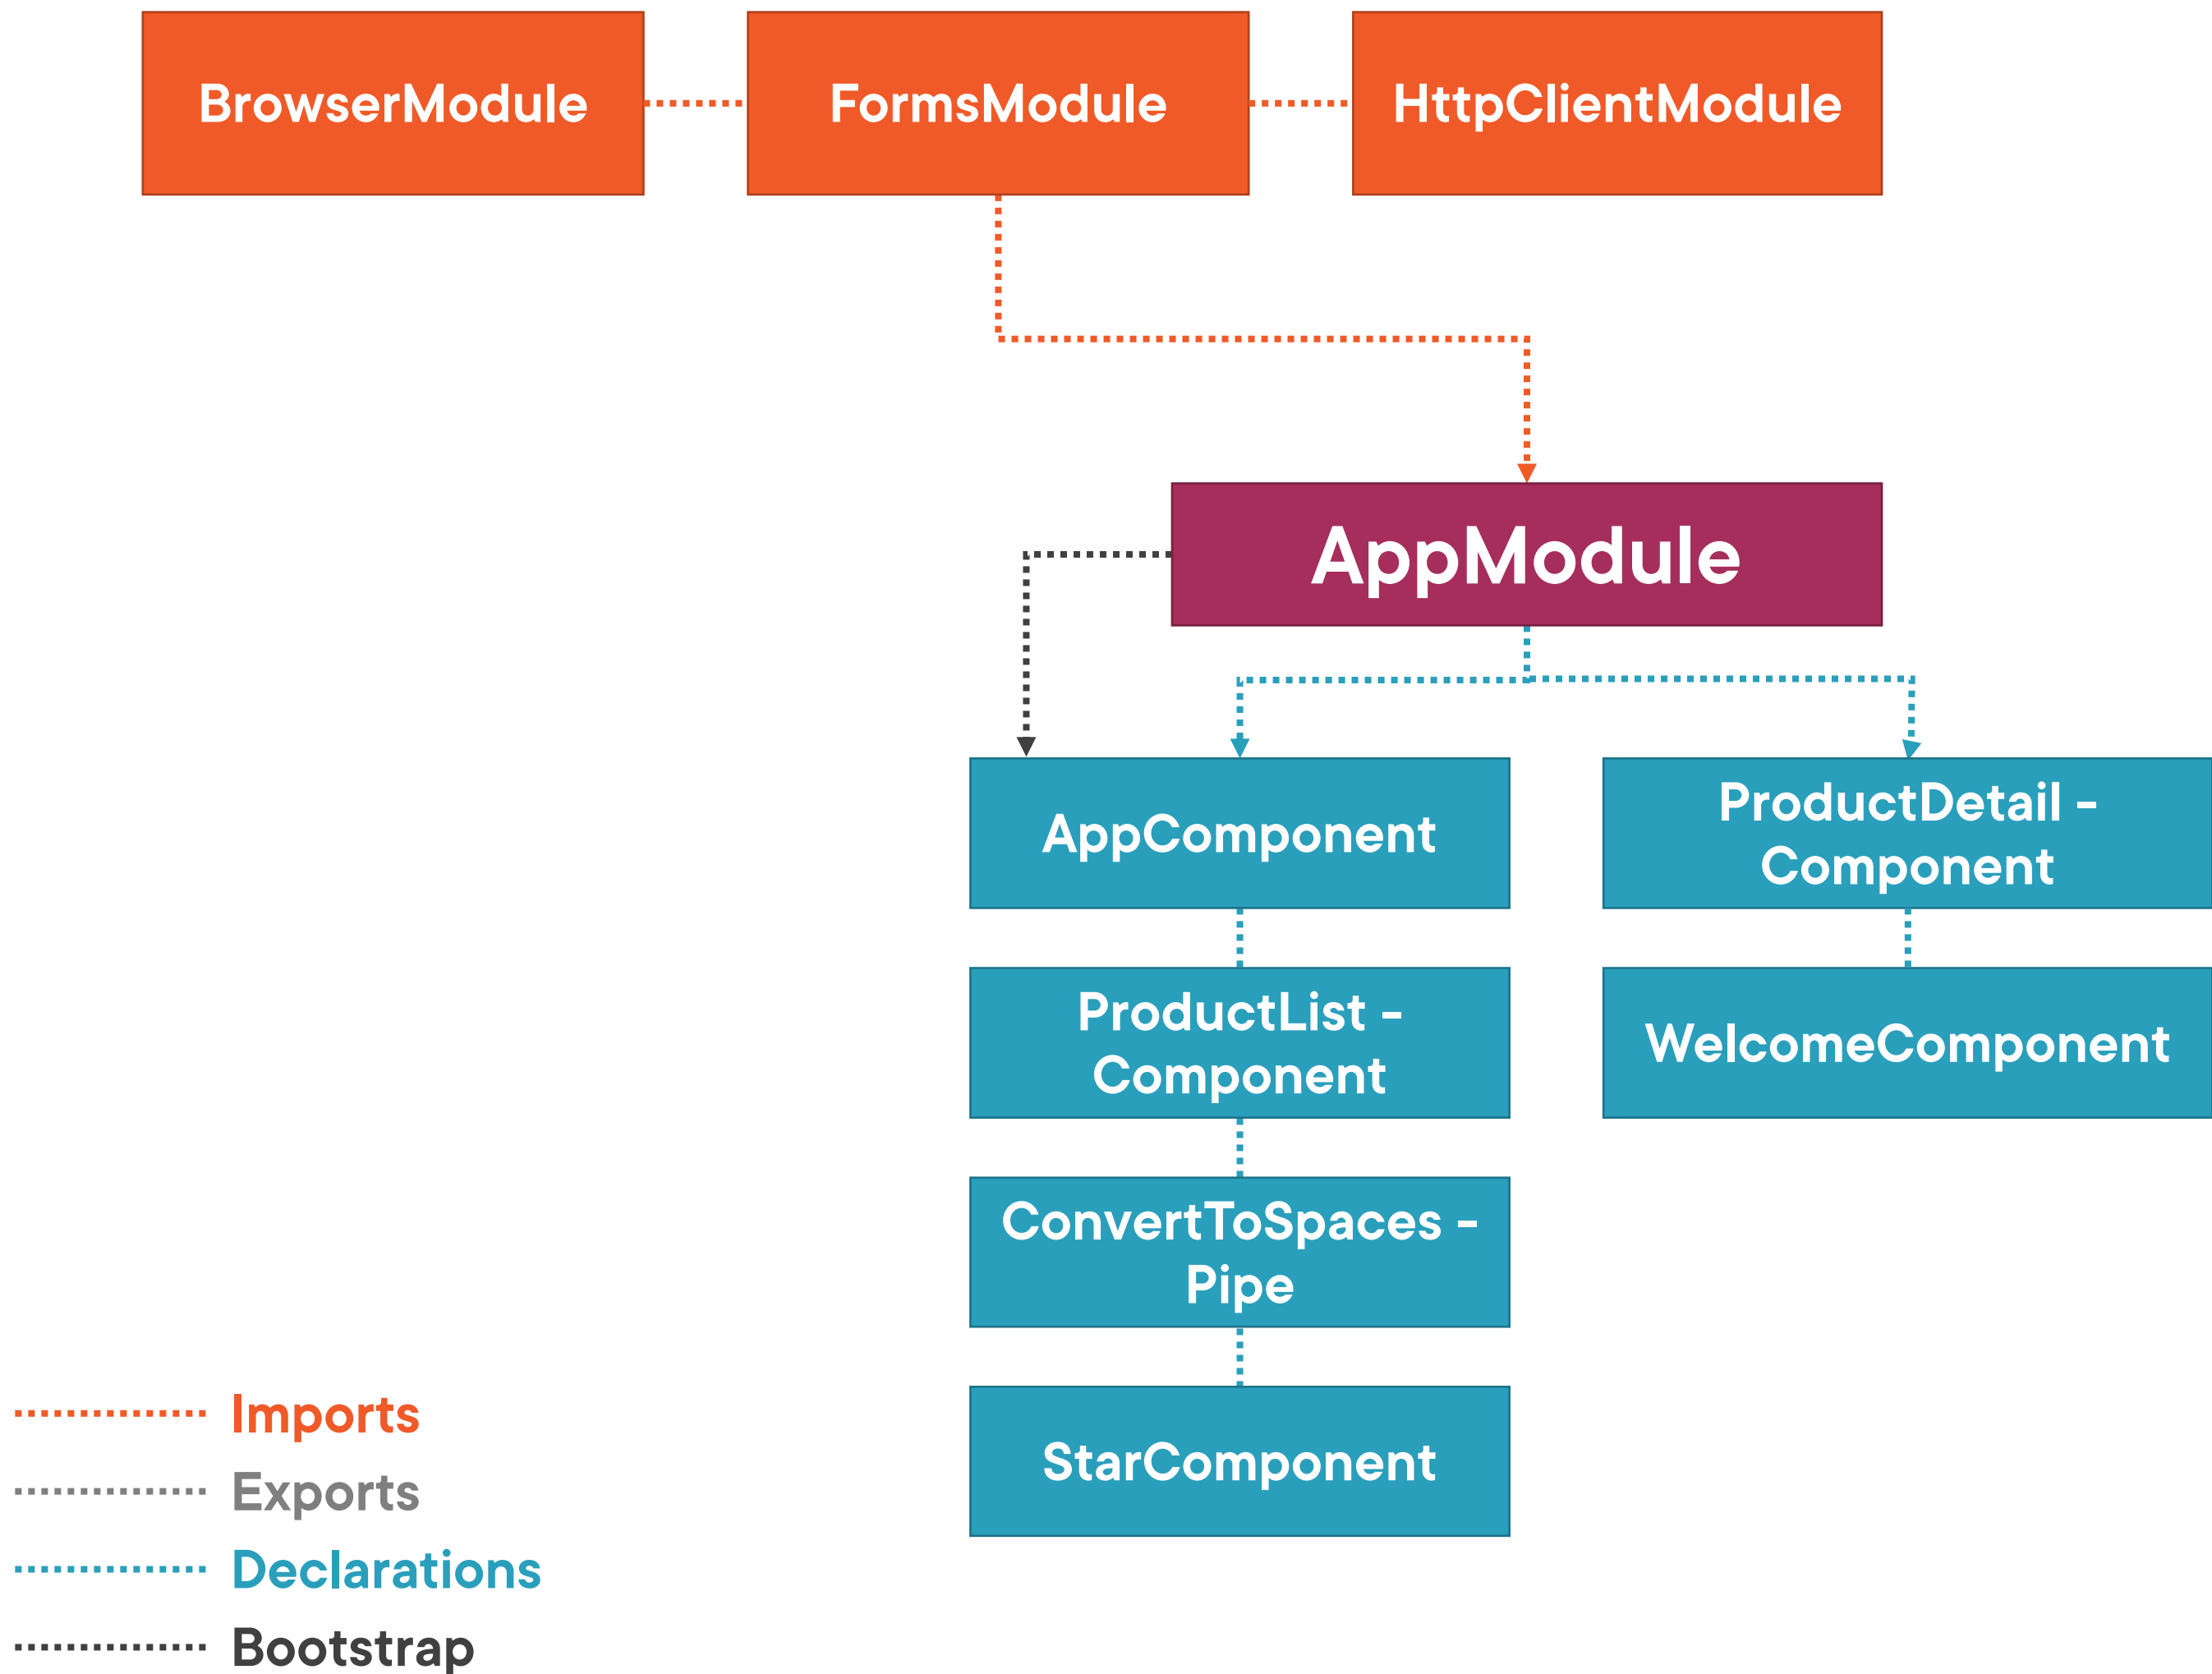 BrowserModule
FormsModule
HttpClientModule
AppModule
AppComponent
ProductDetail -
Component
ProductList -
Component
WelcomeComponent
ConvertToSpaces -
Pipe
StarComponent
Imports
Exports
Declarations
Bootstrap